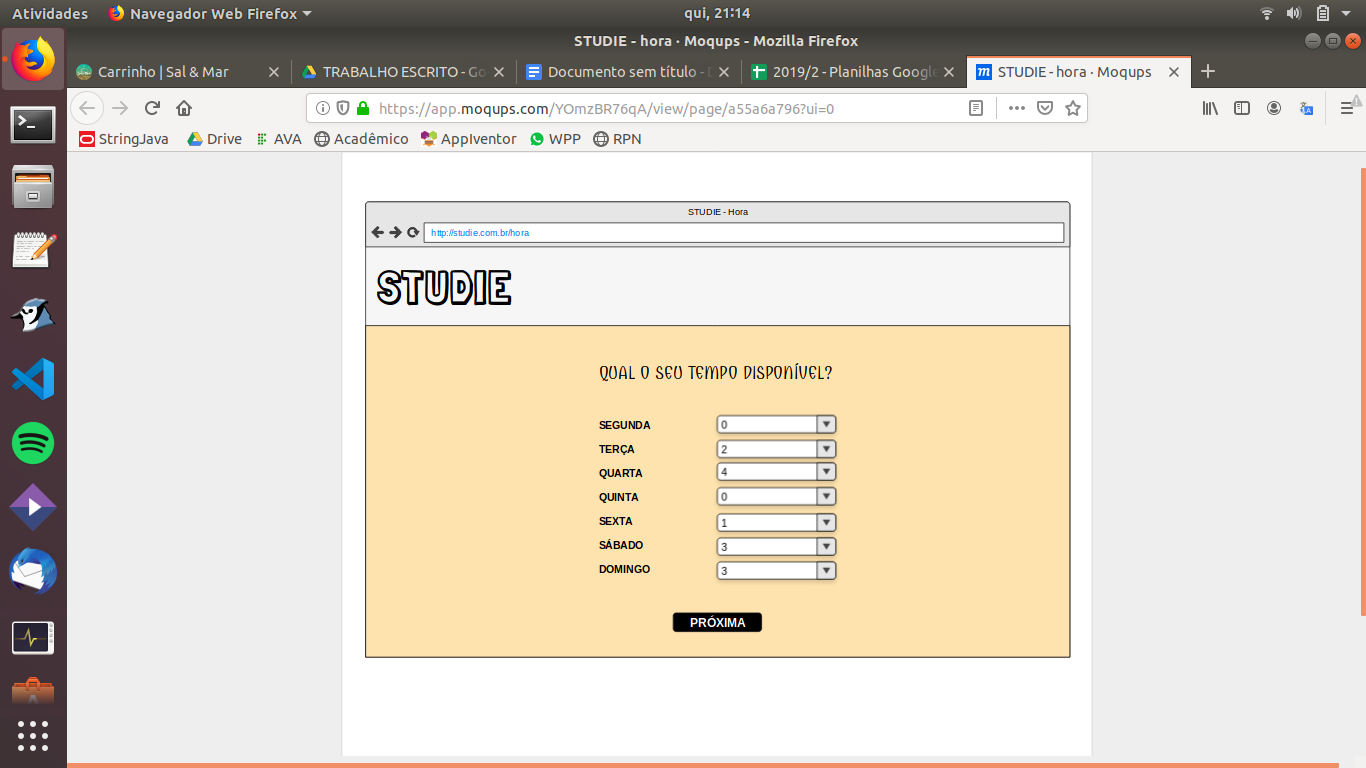 Atividades Navegador Web Firefox qui, 21:14
STUDIE - hora · Moqups - Mozilla Firefox
Carrinho | Sal & Mar TRABALHO ESCRITO - Go Documento sem título - D 2019/2 - Planilhas Google STUDIE - hora · Moqups
https://app.moqups.com/YOmzBR76qA/view/page/a55a6a796?ui=0
StringJava Drive AVA Acadêmico AppIventor WPP RPN
STUDIE - Hora
http://studie.com.br/hora
STUDIE
QUAL O SEU TEMPO DISPONÍVEL?
SEGUNDA 0
TERÇA 2
QUARTA 4
QUINTA 0
SEXTA 1
SÁBADO 3
DOMINGO 3
PRÓXIMA